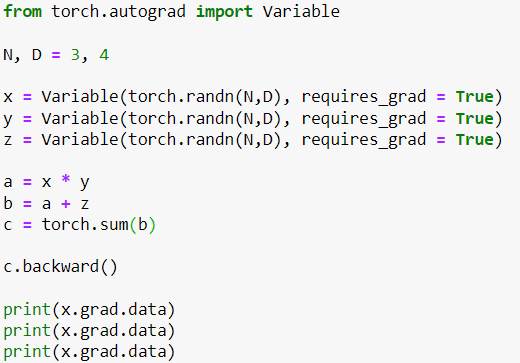 from torch.autograd import Variable
N, D = 3, 4
x = Variable(torch.randn(N,D), requires_grad = True)
y = Variable(torch.randn(N,D), requires_grad = True)
z = Variable(torch.randn(N,D), requires_grad = True)
a = x * y
b = a + z
c = torch.sum(b)
c.backward()
print(x.grad.data)
print(x.grad.data)
print(x.grad.data)